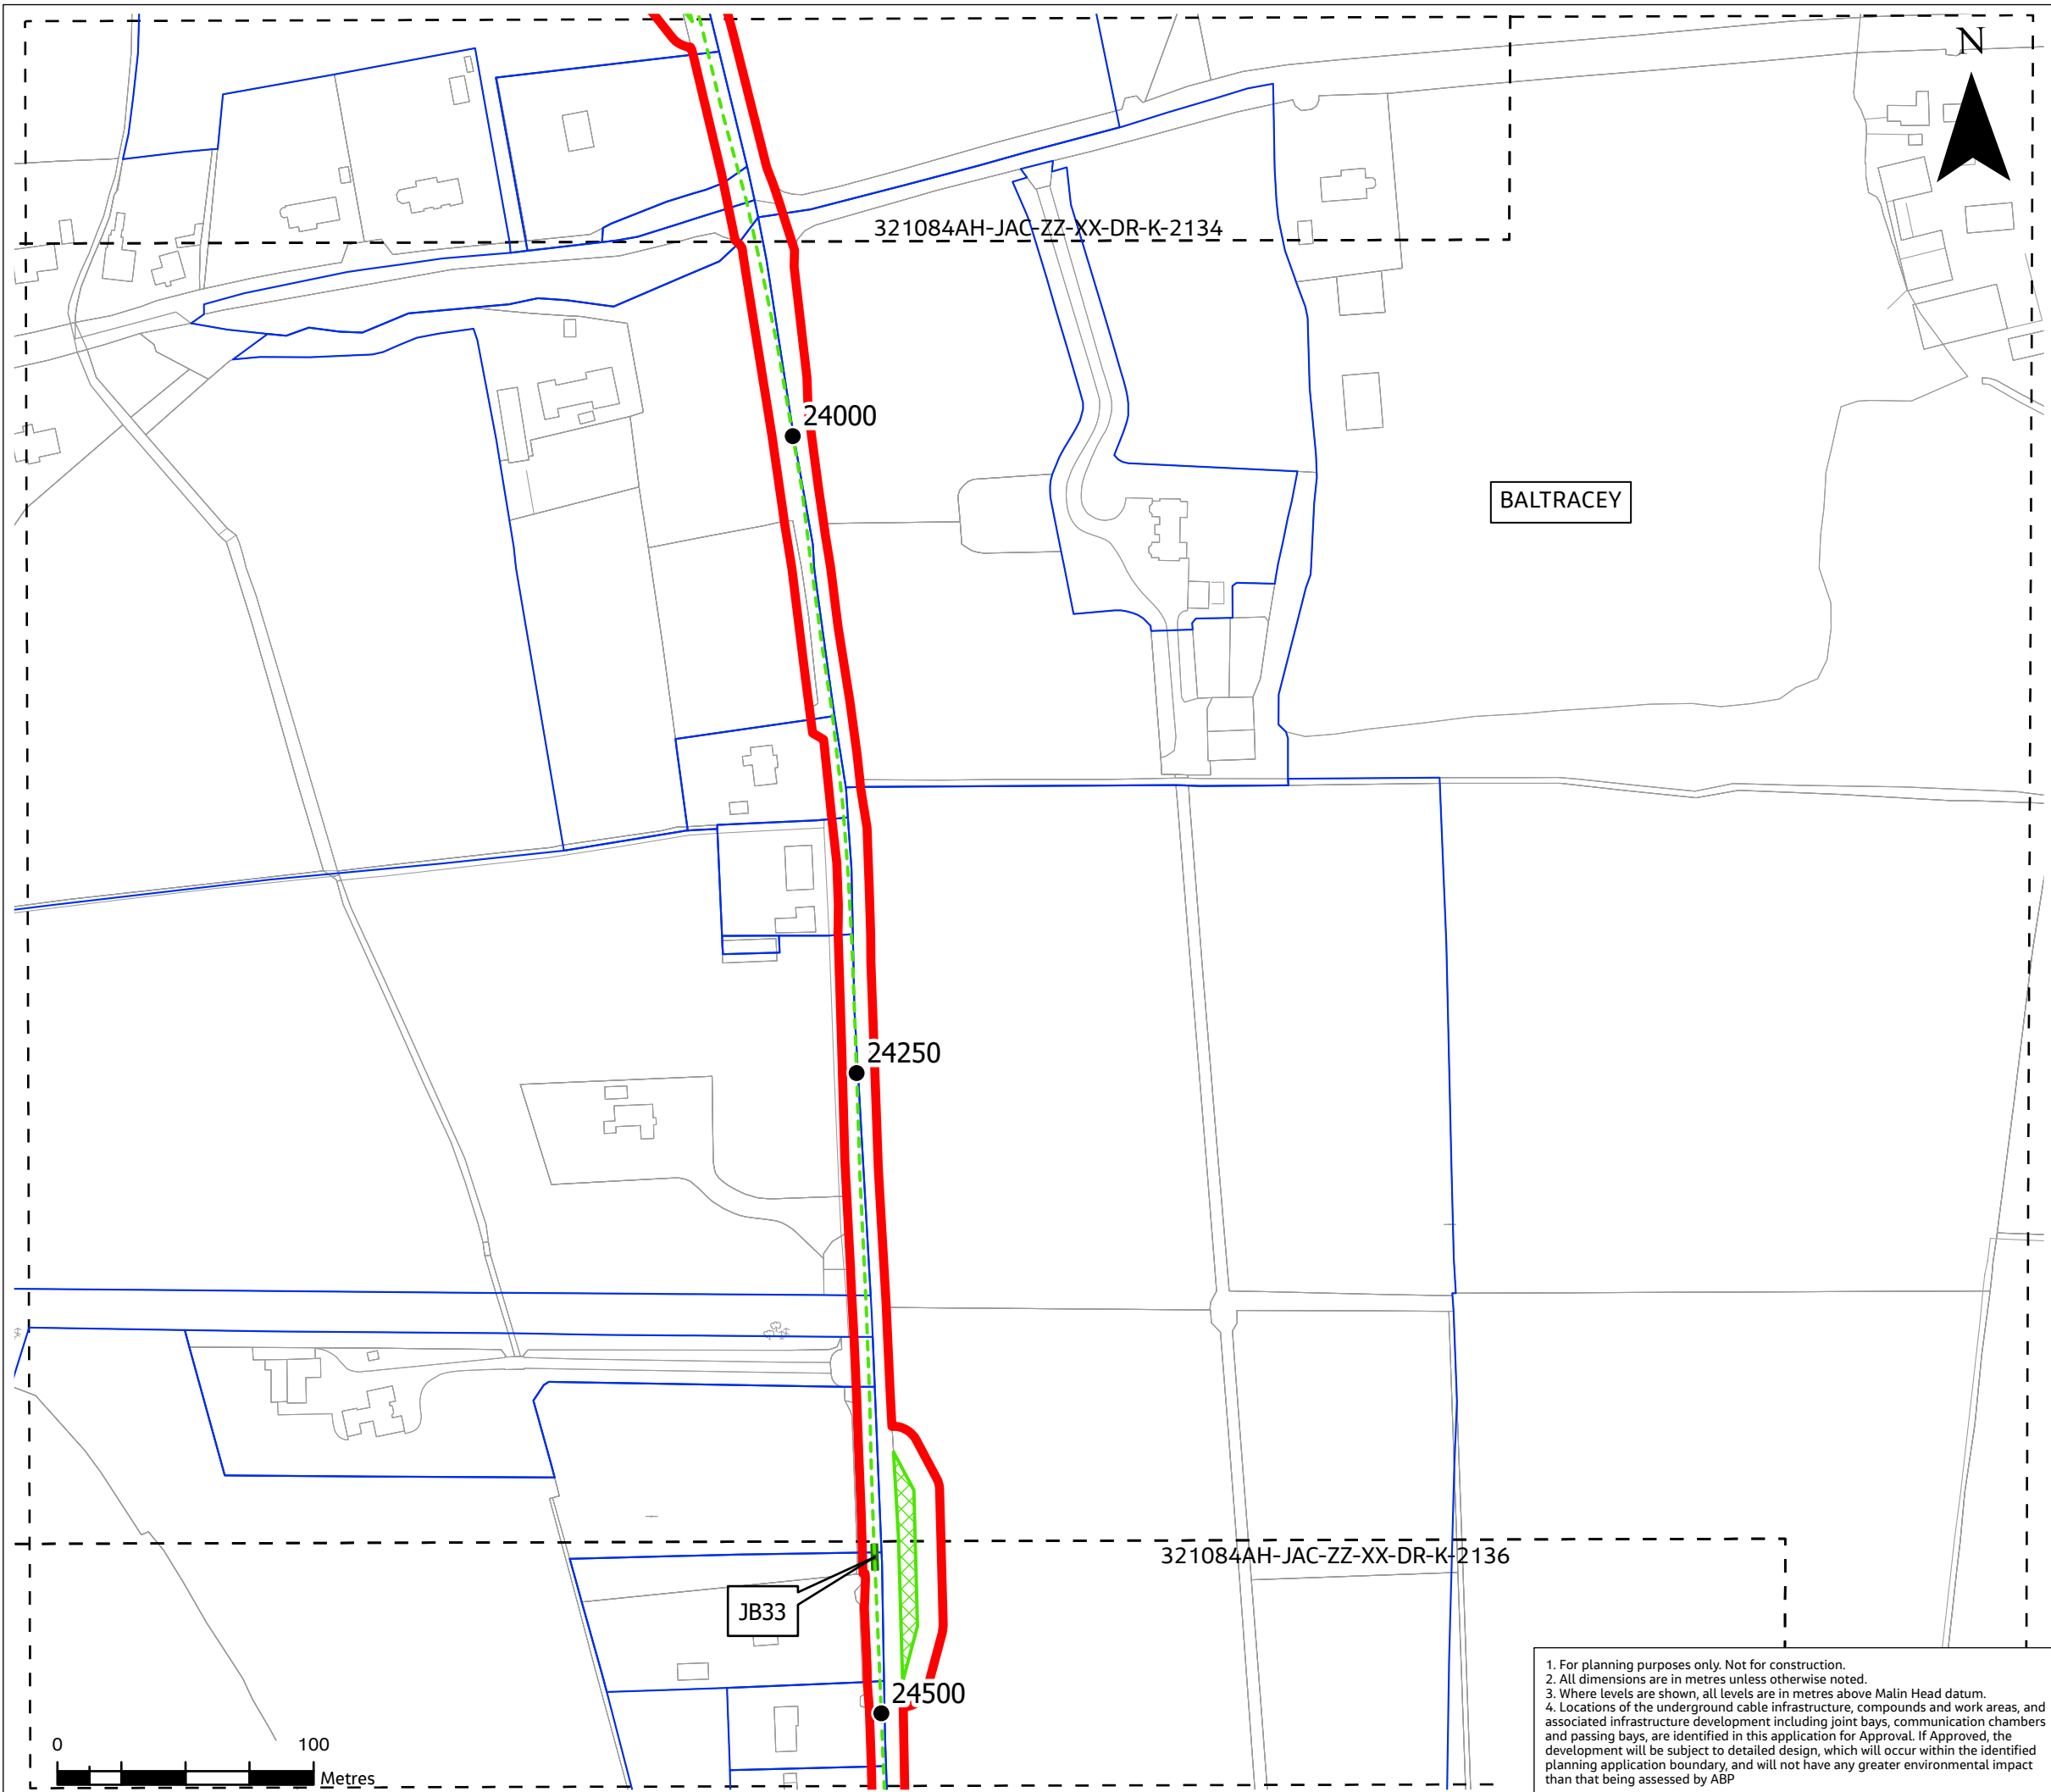 N
321084AH-JAC-ZZ-XX-DR-K-2134
24000
BALTRACEY
24250
321084AH-JAC-ZZ-XX-DR-K-2136
JB33
24500
0 100
Metres
1. For planning purposes only. Not for construction.
2. All dimensions are in metres unless otherwise noted.
3. Where levels are shown, all levels are in metres above Malin Head datum.
4. Locations of the underground cable infrastructure, compounds and work areas, and
associated infrastructure development including joint bays, communication chambers
and passing bays, are identified in this application for Approval. If Approved, the
development will be subject to detailed design, which will occur within the identified
planning application boundary, and will not have any greater environmental impact
than that being assessed by ABP